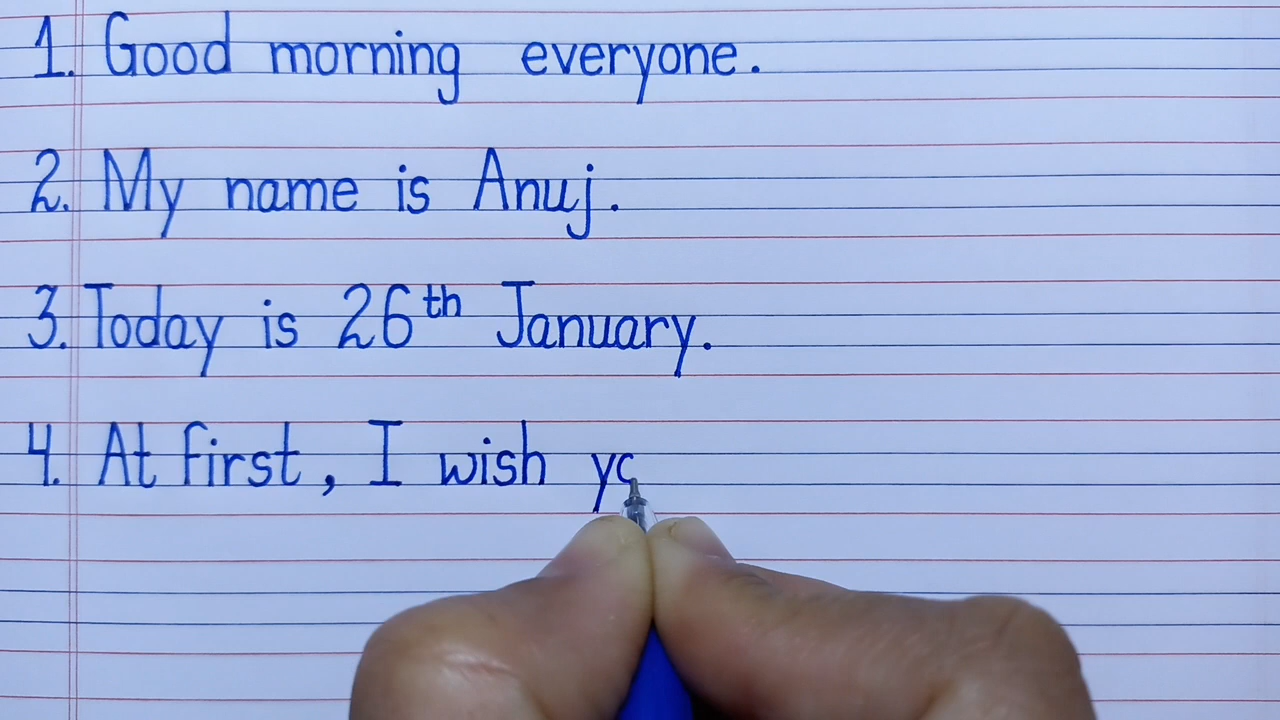 1. Good morning everyone.
2. My name is Anuj.
3. Today is 26th January.
4. At first, I wish